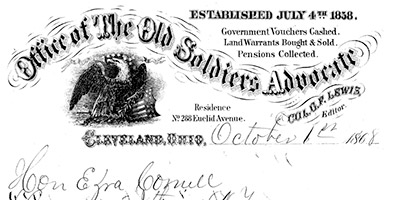 ESTABLISHED JULY 4TH 1858.
Office of The Old Soldiers Advocate
Government Vouchers Cashed.
Land Warrants Bought & Sold.
Pensions Collected.
COL. G. F. LEWIS,
Editor.
Residence
No 288 Euclid Avenue.
CLEVELAND, OHIO, October 1st 1868
Hon Ezra Cornell
N.Y